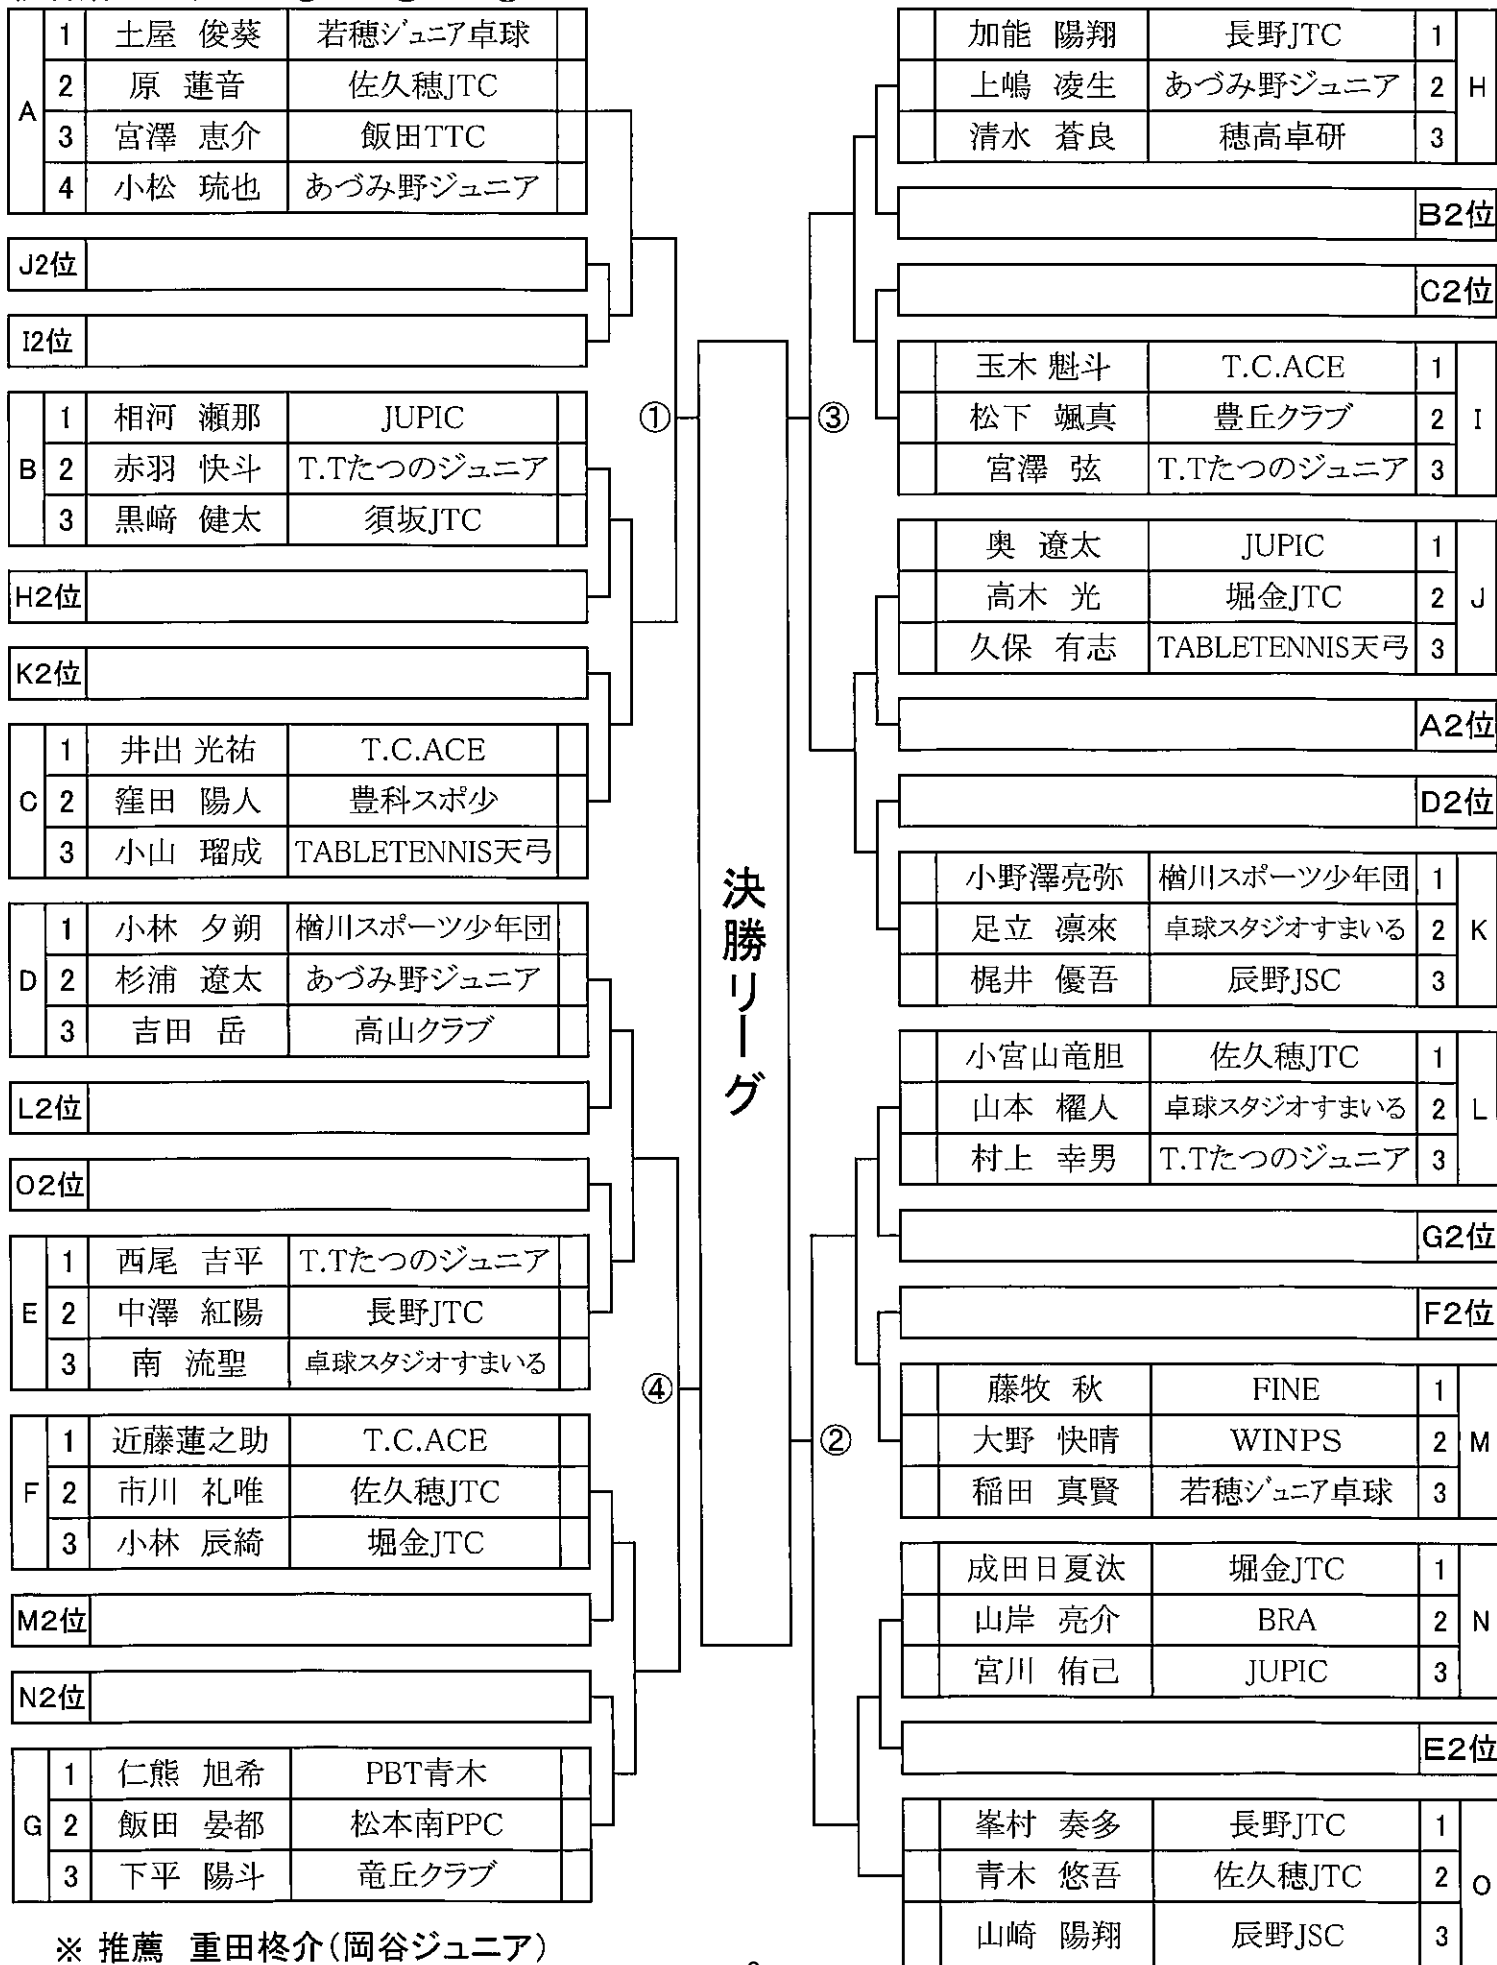 A
1 土屋 俊葵 若穂ジュニア卓球
2 原 蓮音 佐久穂JTC
3 宮澤 恵介 飯田TTC
4 小松 琉也 あづみ野ジュニア
J2位
I2位
B
1 相河 瀬那 JUPIC
2 赤羽 快斗 T.Tたつのジュニア
3 黒﨑 健太 須坂JTC
H2位
K2位
C
1 井出 光祐 T.C.ACE
2 窪田 陽人 豊科スポ少
3 小山 瑠成 TABLETENNIS天弓
D
1 小林 夕朔 楢川スポーツ少年団
2 杉浦 遼太 あづみ野ジュニア
3 吉田 岳 高山クラブ
L2位
O2位
E
1 西尾 吉平 T.Tたつのジュニア
2 中澤 紅陽 長野JTC
3 南 流聖 卓球スタジオすまいる
F
1 近藤蓮之助 T.C.ACE
2 市川 礼唯 佐久穂JTC
3 小林 辰綺 堀金JTC
M2位
N2位
G
1 仁熊 旭希 PBT青木
2 飯田 晏都 松本南PPC
3 下平 陽斗 竜丘クラブ
※ 推薦 重田柊介(岡谷ジュニア)
①
④
決勝リーグ
③
②
加能 陽翔 長野JTC 1
上嶋 凌生 あづみ野ジュニア 2
清水 蒼良 穂高卓研 3
H
B2位
C2位
玉木 魁斗 T.C.ACE 1
松下 颯真 豊丘クラブ 2
宮澤 弦 T.Tたつのジュニア 3
I
奥 遼太 JUPIC 1
高木 光 堀金JTC 2
久保 有志 TABLETENNIS天弓 3
J
A2位
D2位
小野澤亮弥 楢川スポーツ少年団 1
足立 凛來 卓球スタジオすまいる 2
梶井 優吾 辰野JSC 3
K
小宮山竜胆 佐久穂JTC 1
山本 櫂人 卓球スタジオすまいる 2
村上 幸男 T.Tたつのジュニア 3
L
G2位
F2位
藤牧 秋 FINE 1
大野 快晴 WINPS 2
稲田 真賢 若穂ジュニア卓球 3
M
成田日夏汰 堀金JTC 1
山岸 亮介 BRA 2
宮川 侑己 JUPIC 3
N
E2位
峯村 奏多 長野JTC 1
青木 悠吾 佐久穂JTC 2
山崎 陽翔 辰野JSC 3
O